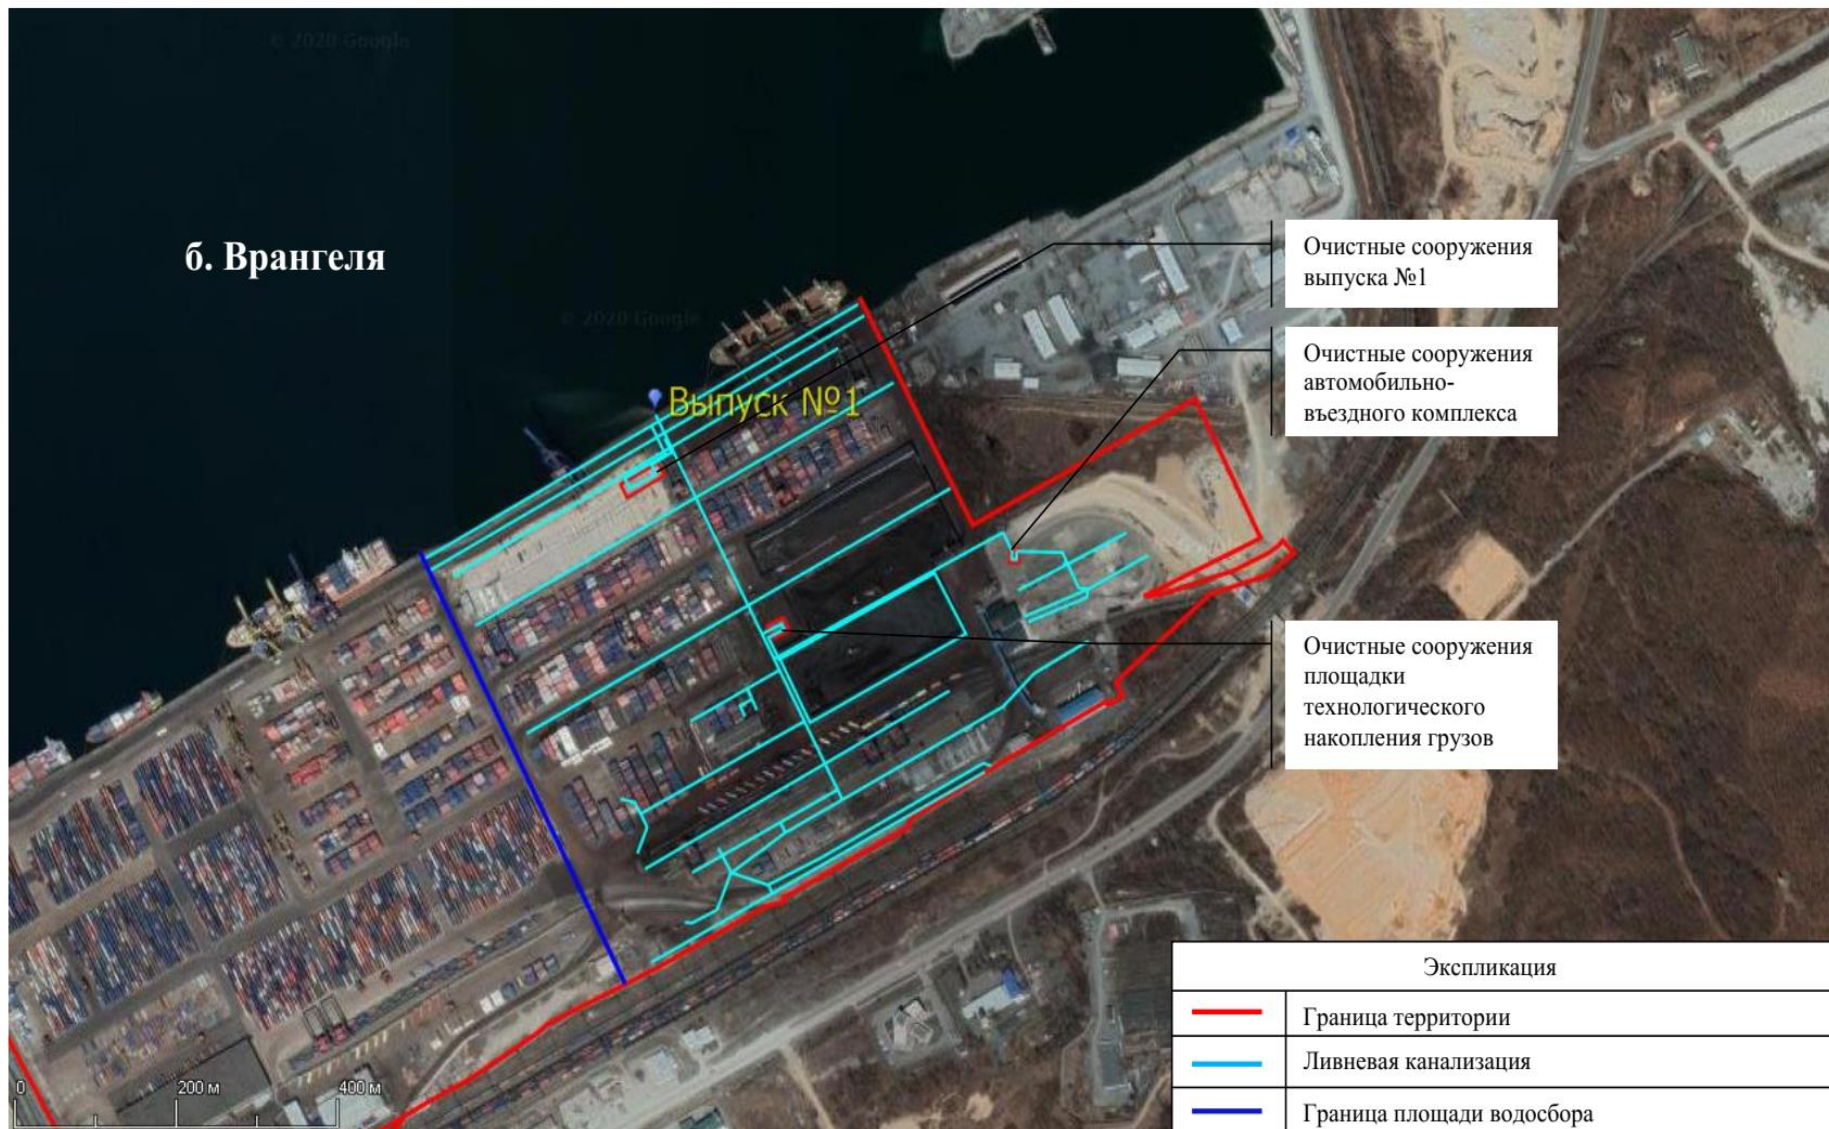 © 2020 Google
б. Врангеля
Очистные сооружения
выпуска №1
© 2020 Google
Очистные сооружения
автомобильно-
въездного комплекса
Выпуск №1
Очистные сооружения
площадки
технологического
накопления грузов
Экспликация
Граница территории
Ливневая канализация
Граница площади водосбора
0
200 м
400 м